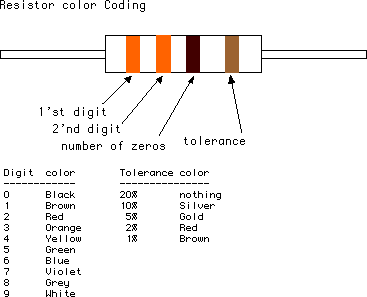 Resistor color Coding
1'st digit
2'nd digit
number of zeros
tolerance
Digit color Tolerance color
------------ ---------------
0 Black 20% nothing
1 Brown 10% Silver
2 Red 5% Gold
3 Orange 2% Red
4 Yellow 1% Brown
5 Green
6 Blue
7 Violet
8 Grey
9 White